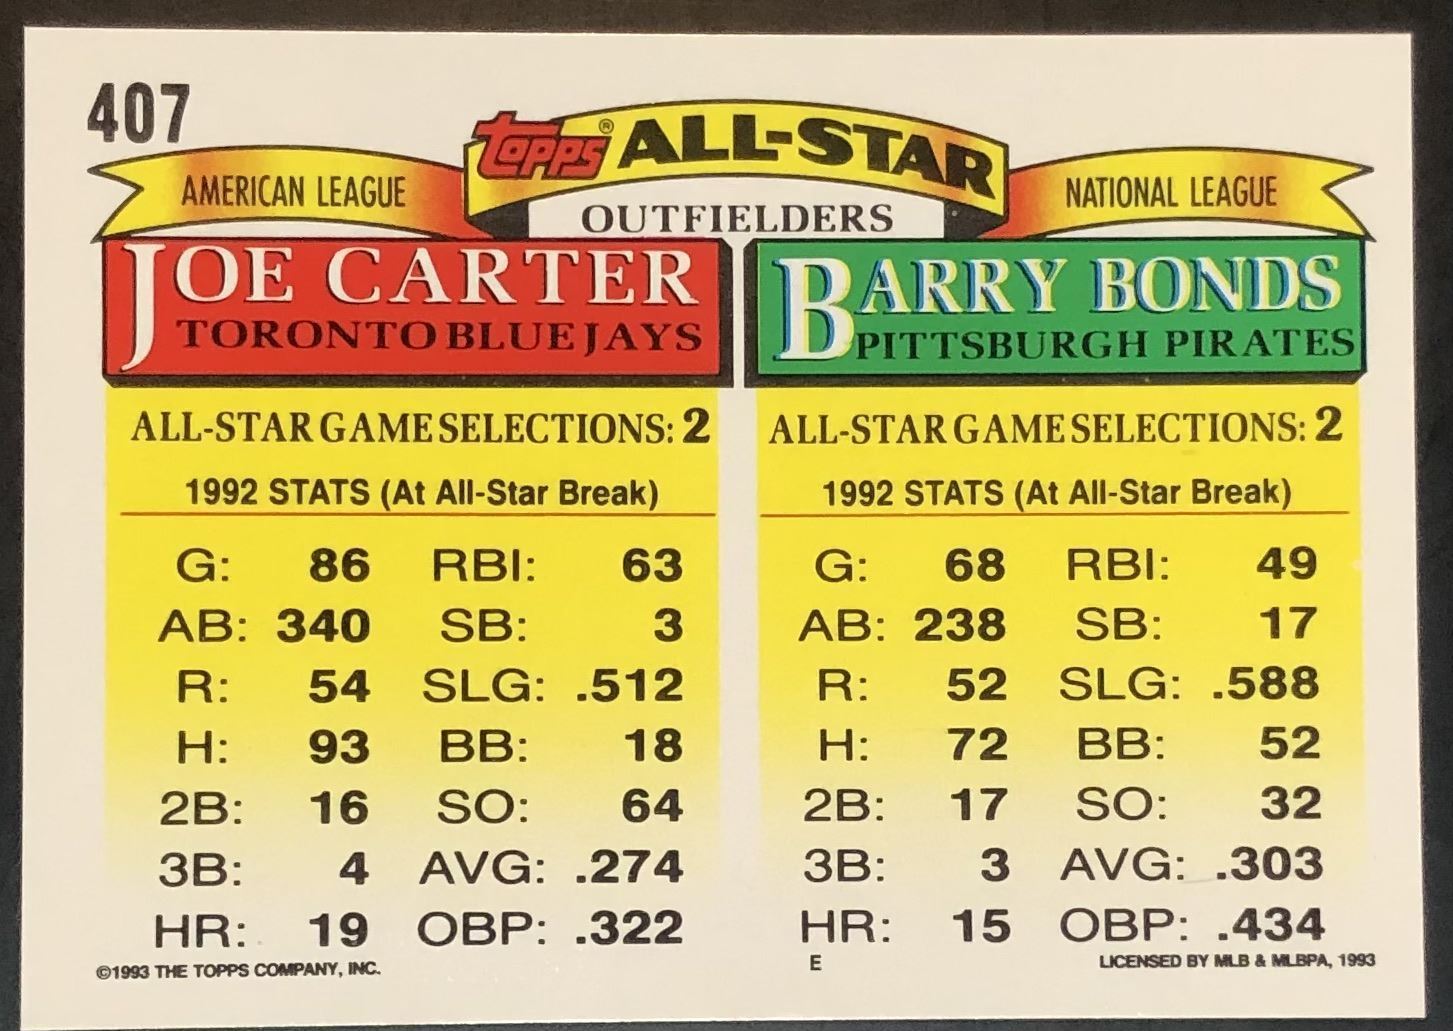 407
topps® ALL-STAR
AMERICAN LEAGUE
NATIONAL LEAGUE
OUTFIELDERS
JOE CARTER
TORONTO BLUE JAYS
ALL-STAR GAME SELECTIONS: 2
1992 STATS (At All-Star Break)
G: 86 RBI: 63
AB: 340 SB: 3
R: 54 SLG: .512
H: 93 BB: 18
2B: 16 SO: 64
3B: 4 AVG: .274
HR: 19 OBP: .322
©1993 THE TOPPS COMPANY, INC.
BARRY BONDS
PITTSBURGH PIRATES
ALL-STAR GAME SELECTIONS: 2
1992 STATS (At All-Star Break)
G: 68 RBI: 49
AB: 238 SB: 17
R: 52 SLG: .588
H: 72 BB: 52
2B: 17 SO: 32
3B: 3 AVG: .303
HR: 15 OBP: .434
E
LICENSED BY MLB & MLBPA, 1993